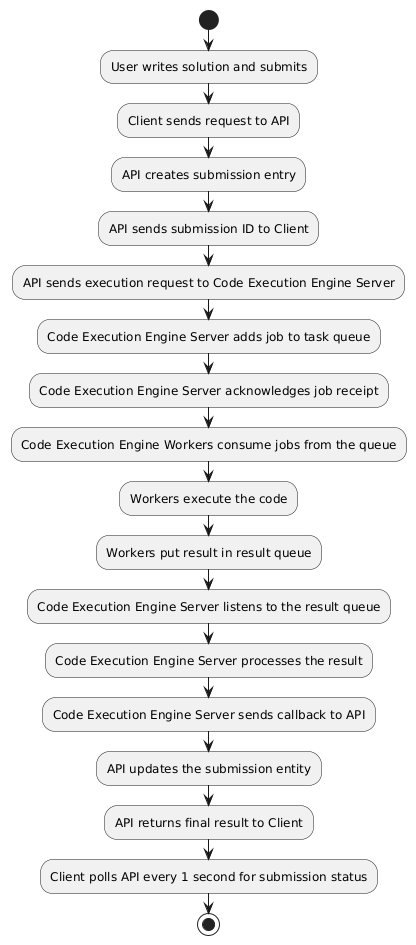 User writes solution and submits
Client sends request to API
API creates submission entry
API sends submission ID to Client
API sends execution request to Code Execution Engine Server
Code Execution Engine Server adds job to task queue
Code Execution Engine Server acknowledges job receipt
Code Execution Engine Workers consume jobs from the queue
Workers execute the code
Workers put result in result queue
Code Execution Engine Server listens to the result queue
Code Execution Engine Server processes the result
Code Execution Engine Server sends callback to API
API updates the submission entity
API returns final result to Client
Client polls API every 1 second for submission status